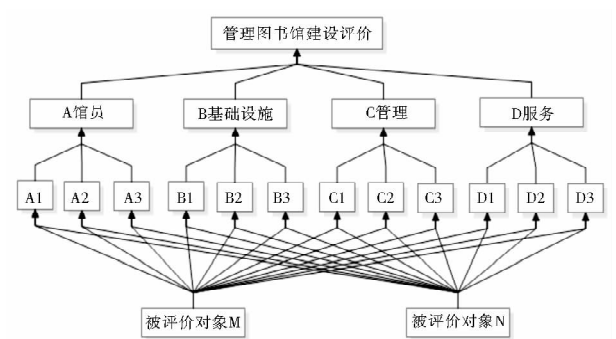 管理图书馆建设评价
A馆员
B基础设施
C管理
D服务
A1
A2
A3
B1
B2
B3
C1
C2
C3
D1
D2
D3
被评价对象M
被评价对象N